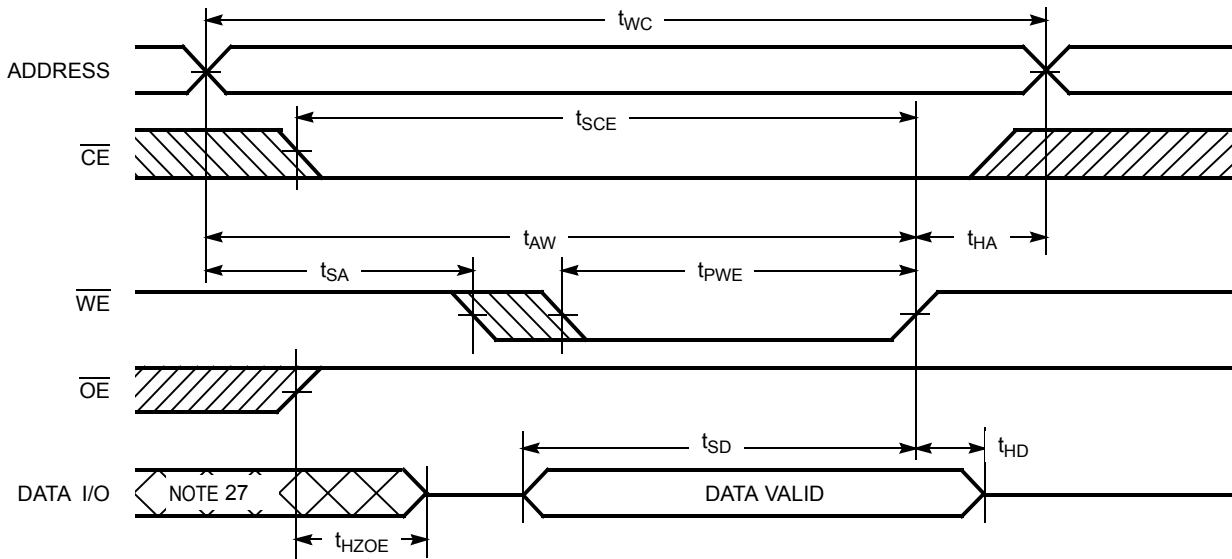 tWC
ADDRESS
tSCE
CE
tAW
tHA
tSA
tPWE
WE
OE
tSD
tHD
DATA I/O
NOTE 27
DATA VALID
tHZOE